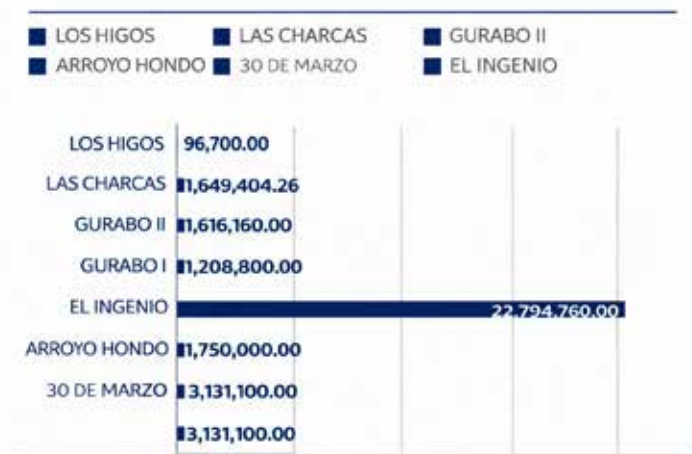 LOS HIGOS LAS CHARCAS GURABO II
ARROYO HONDO 30 DE MARZO EL INGENIO
LOS HIGOS 96,700.00
LAS CHARCAS 1,649,404.26
GURABO II 1,616,160.00
GURABO I 1,208,800.00
EL INGENIO 22.794.760.00
ARROYO HONDO 1,750,000.00
30 DE MARZO 3,131,100.00
3,131,100.00